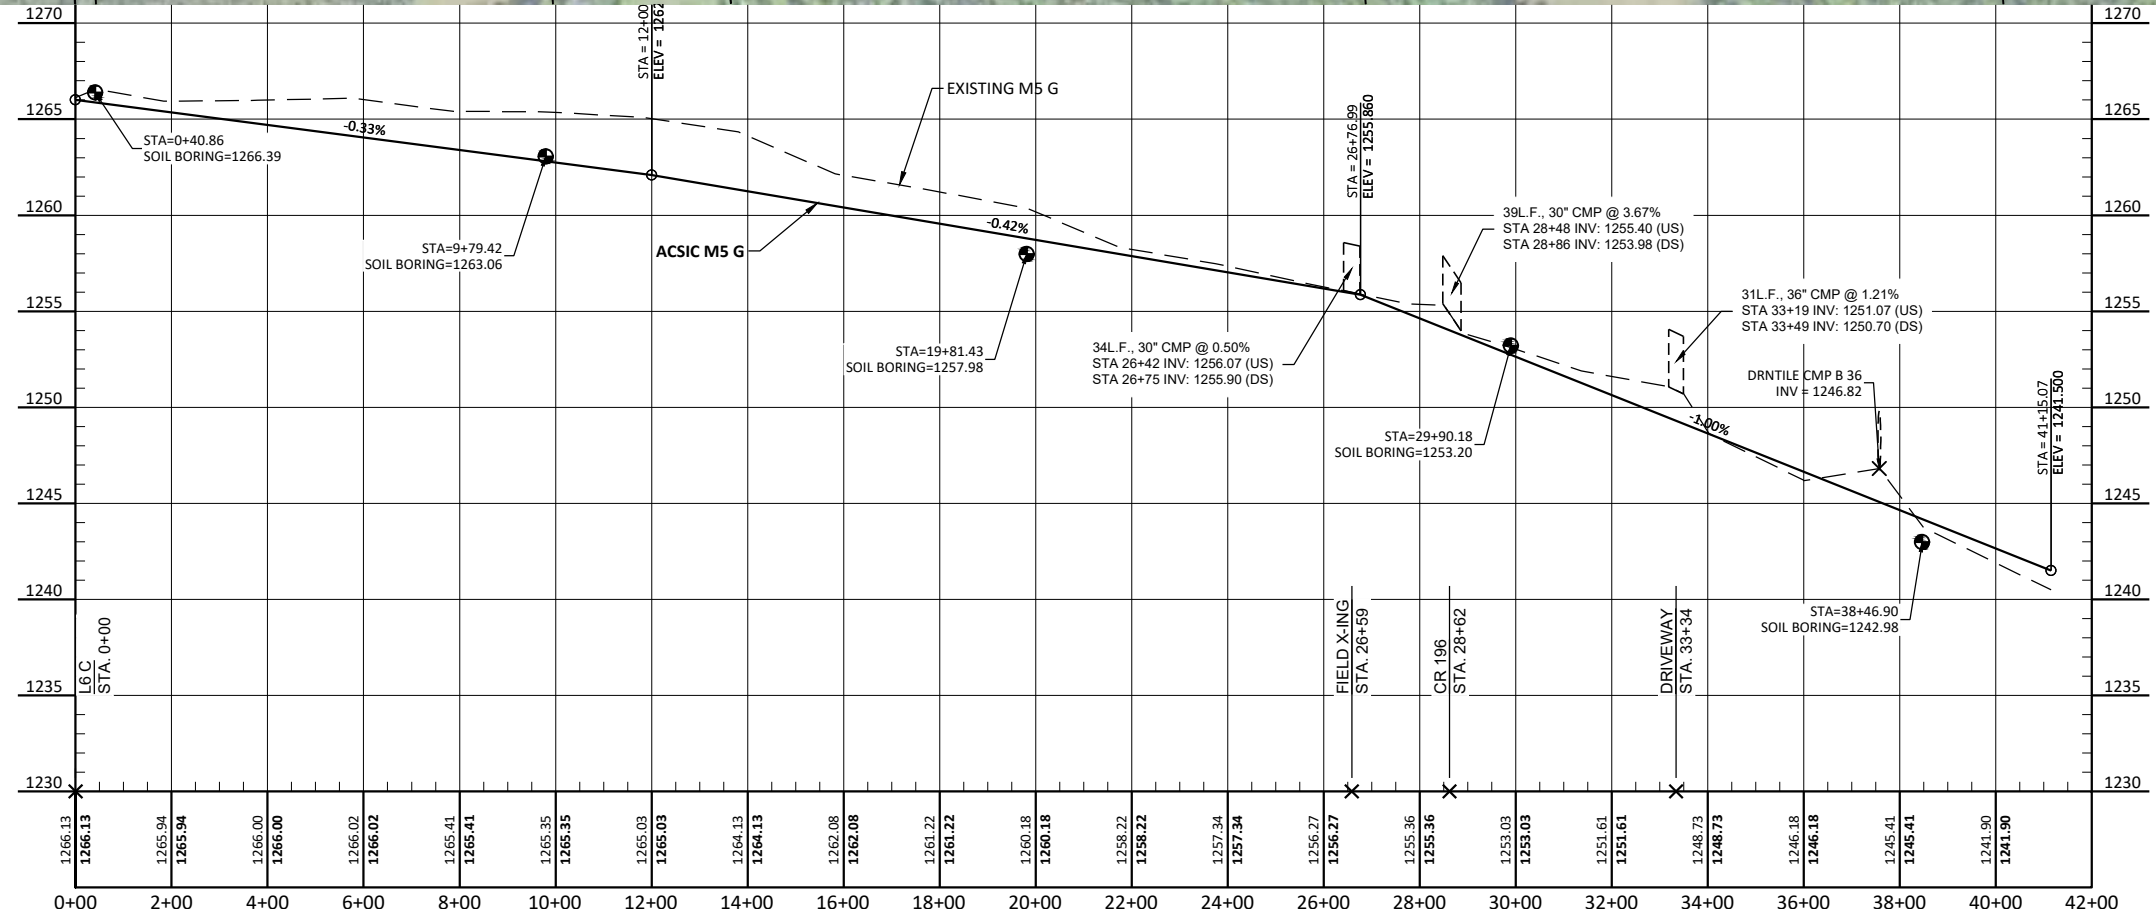 1270
1265
1260
1255
1250
1245
1240
1235
1230
1270
1265
1260
1255
1250
1245
1240
1235
1230
STA = 12+00
ELEV = 1262
EXISTING M5 G
-0.33%
STA=0+40.86
SOIL BORING=1266.39
STA=9+79.42
SOIL BORING=1263.06
ACSIC M5 G
-0.42%
STA=19+81.43
SOIL BORING=1257.98
STA = 26+76.99
ELEV = 1255.860
34L.F., 30" CMP @ 0.50%
STA 26+42 INV: 1256.07 (US)
STA 26+75 INV: 1255.90 (DS)
39L.F., 30" CMP @ 3.67%
STA 28+48 INV: 1255.40 (US)
STA 28+86 INV: 1253.98 (DS)
STA=29+90.18
SOIL BORING=1253.20
31L.F., 36" CMP @ 1.21%
STA 33+19 INV: 1251.07 (US)
STA 33+49 INV: 1250.70 (DS)
-1.00%
DRNTILE CMP B 36
INV = 1246.82
STA = 41+15.07
ELEV = 1241.500
STA=38+46.90
SOIL BORING=1242.98
L6 C
STA. 0+00
FIELD X-ING
STA. 26+59
CR 196
STA. 28+62
DRIVEWAY
STA. 33+34
1266.13
1266.13
1265.94
1265.94
1266.00
1266.00
1266.02
1266.02
1265.41
1265.41
1265.35
1265.35
1265.03
1265.03
1264.13
1264.13
1262.08
1262.08
1261.22
1261.22
1260.18
1260.18
1258.22
1258.22
1257.34
1257.34
1256.27
1256.27
1255.36
1255.36
1253.03
1253.03
1251.61
1251.61
1248.73
1248.73
1246.18
1246.18
1245.41
1245.41
1241.90
1241.90
0+00 2+00 4+00 6+00 8+00 10+00 12+00 14+00 16+00 18+00 20+00 22+00 24+00 26+00 28+00 30+00 32+00 34+00 36+00 38+00 40+00 42+00